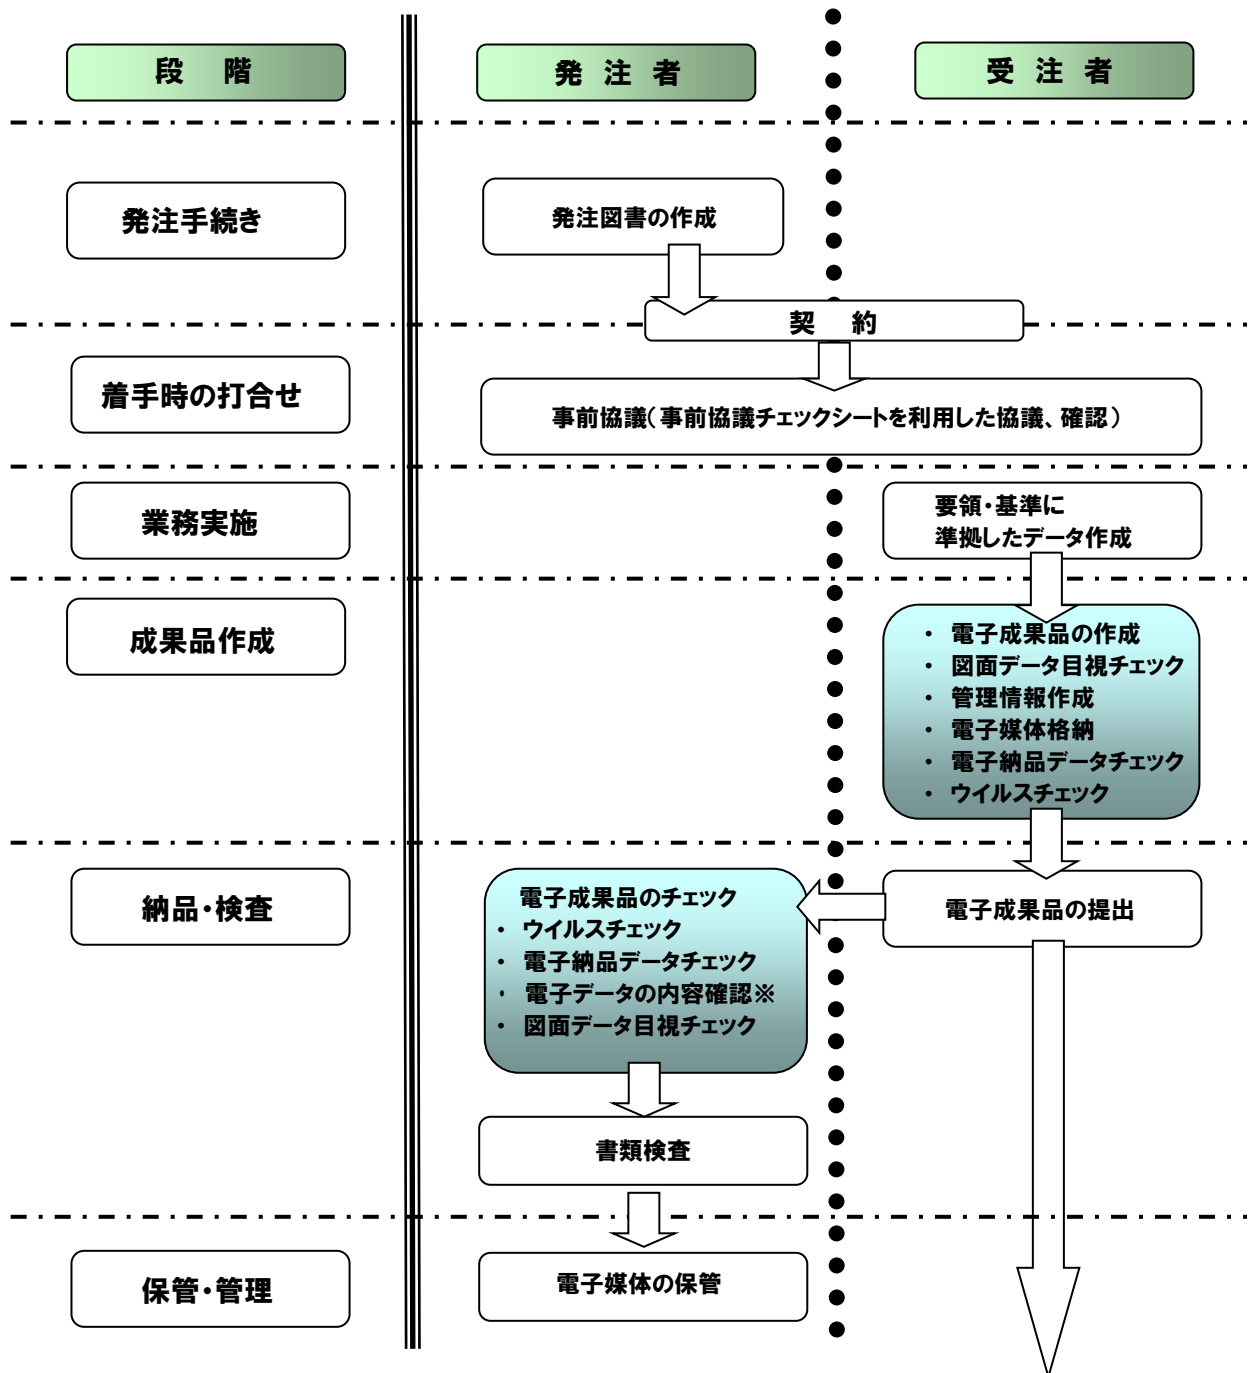 段　階
発 注 者
受 注 者
発注手続き
発注図書の作成
契　約
着手時の打合せ
事前協議（事前協議チェックシートを利用した協議、確認）
業務実施
要領・基準に
準拠したデータ作成
成果品作成
・ 電子成果品の作成
・ 図面データ目視チェック
・ 管理情報作成
・ 電子媒体格納
・ 電子納品データチェック
・ ウイルスチェック
納品・検査
電子成果品のチェック
・ ウイルスチェック
・ 電子納品データチェック
・ 電子データの内容確認※
・ 図面データ目視チェック
電子成果品の提出
書類検査
保管・管理
電子媒体の保管